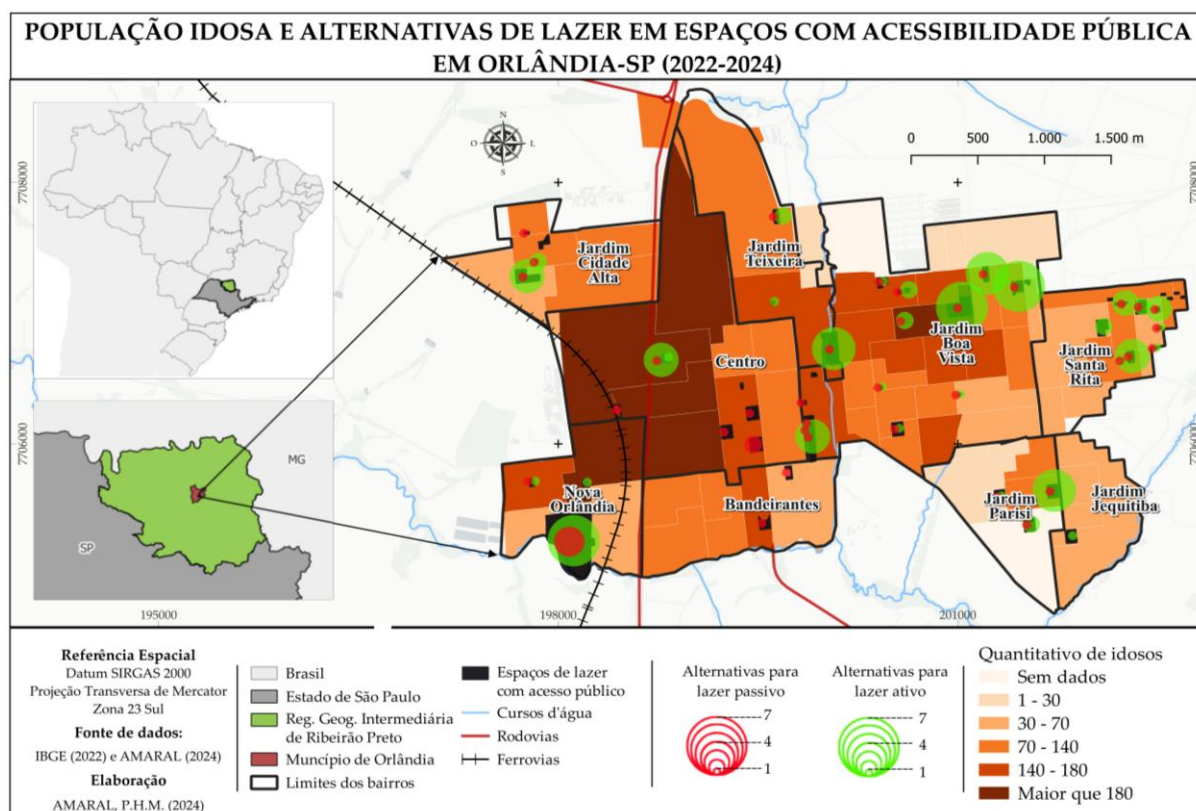 POPULAÇÃO IDOSA E ALTERNATIVAS DE LAZER EM ESPAÇOS COM ACESSIBILIDADE PÚBLICA
EM ORLÂNDIA-SP (2022-2024)
N
O
L
S
0
500
1.000
1.500 m
7708000
7708000
Jardim
Cidade
Alta
Jardim
Teixeira
Centro
Jardim
Boa
Vista
Jardim
Santa
Rita
7706000
7706000
MG
SP
Nova
Orlândia
Bandeirantes
Jardim
Parisi
Jardim
Jequitiba
195000
198000
201000
Referência Espacial
Datum SIRGAS 2000
Projeção Transversa de Mercator
Zona 23 Sul
Fonte de dados:
IBGE (2022) e AMARAL (2024)
Elaboração
AMARAL, P.H.M. (2024)
Brasil
Estado de São Paulo
Reg. Geog. Intermediária
de Ribeirão Preto
Muncípio de Orlândia
Limites dos bairros
Espaços de lazer
com acesso público
Cursos d'água
Rodovias
Ferrovias
Alternativas para
lazer passivo
7
4
1
Alternativas para
lazer ativo
7
4
1
Quantitativo de idosos
Sem dados
1 - 30
30 - 70
70 - 140
140 - 180
Maior que 180